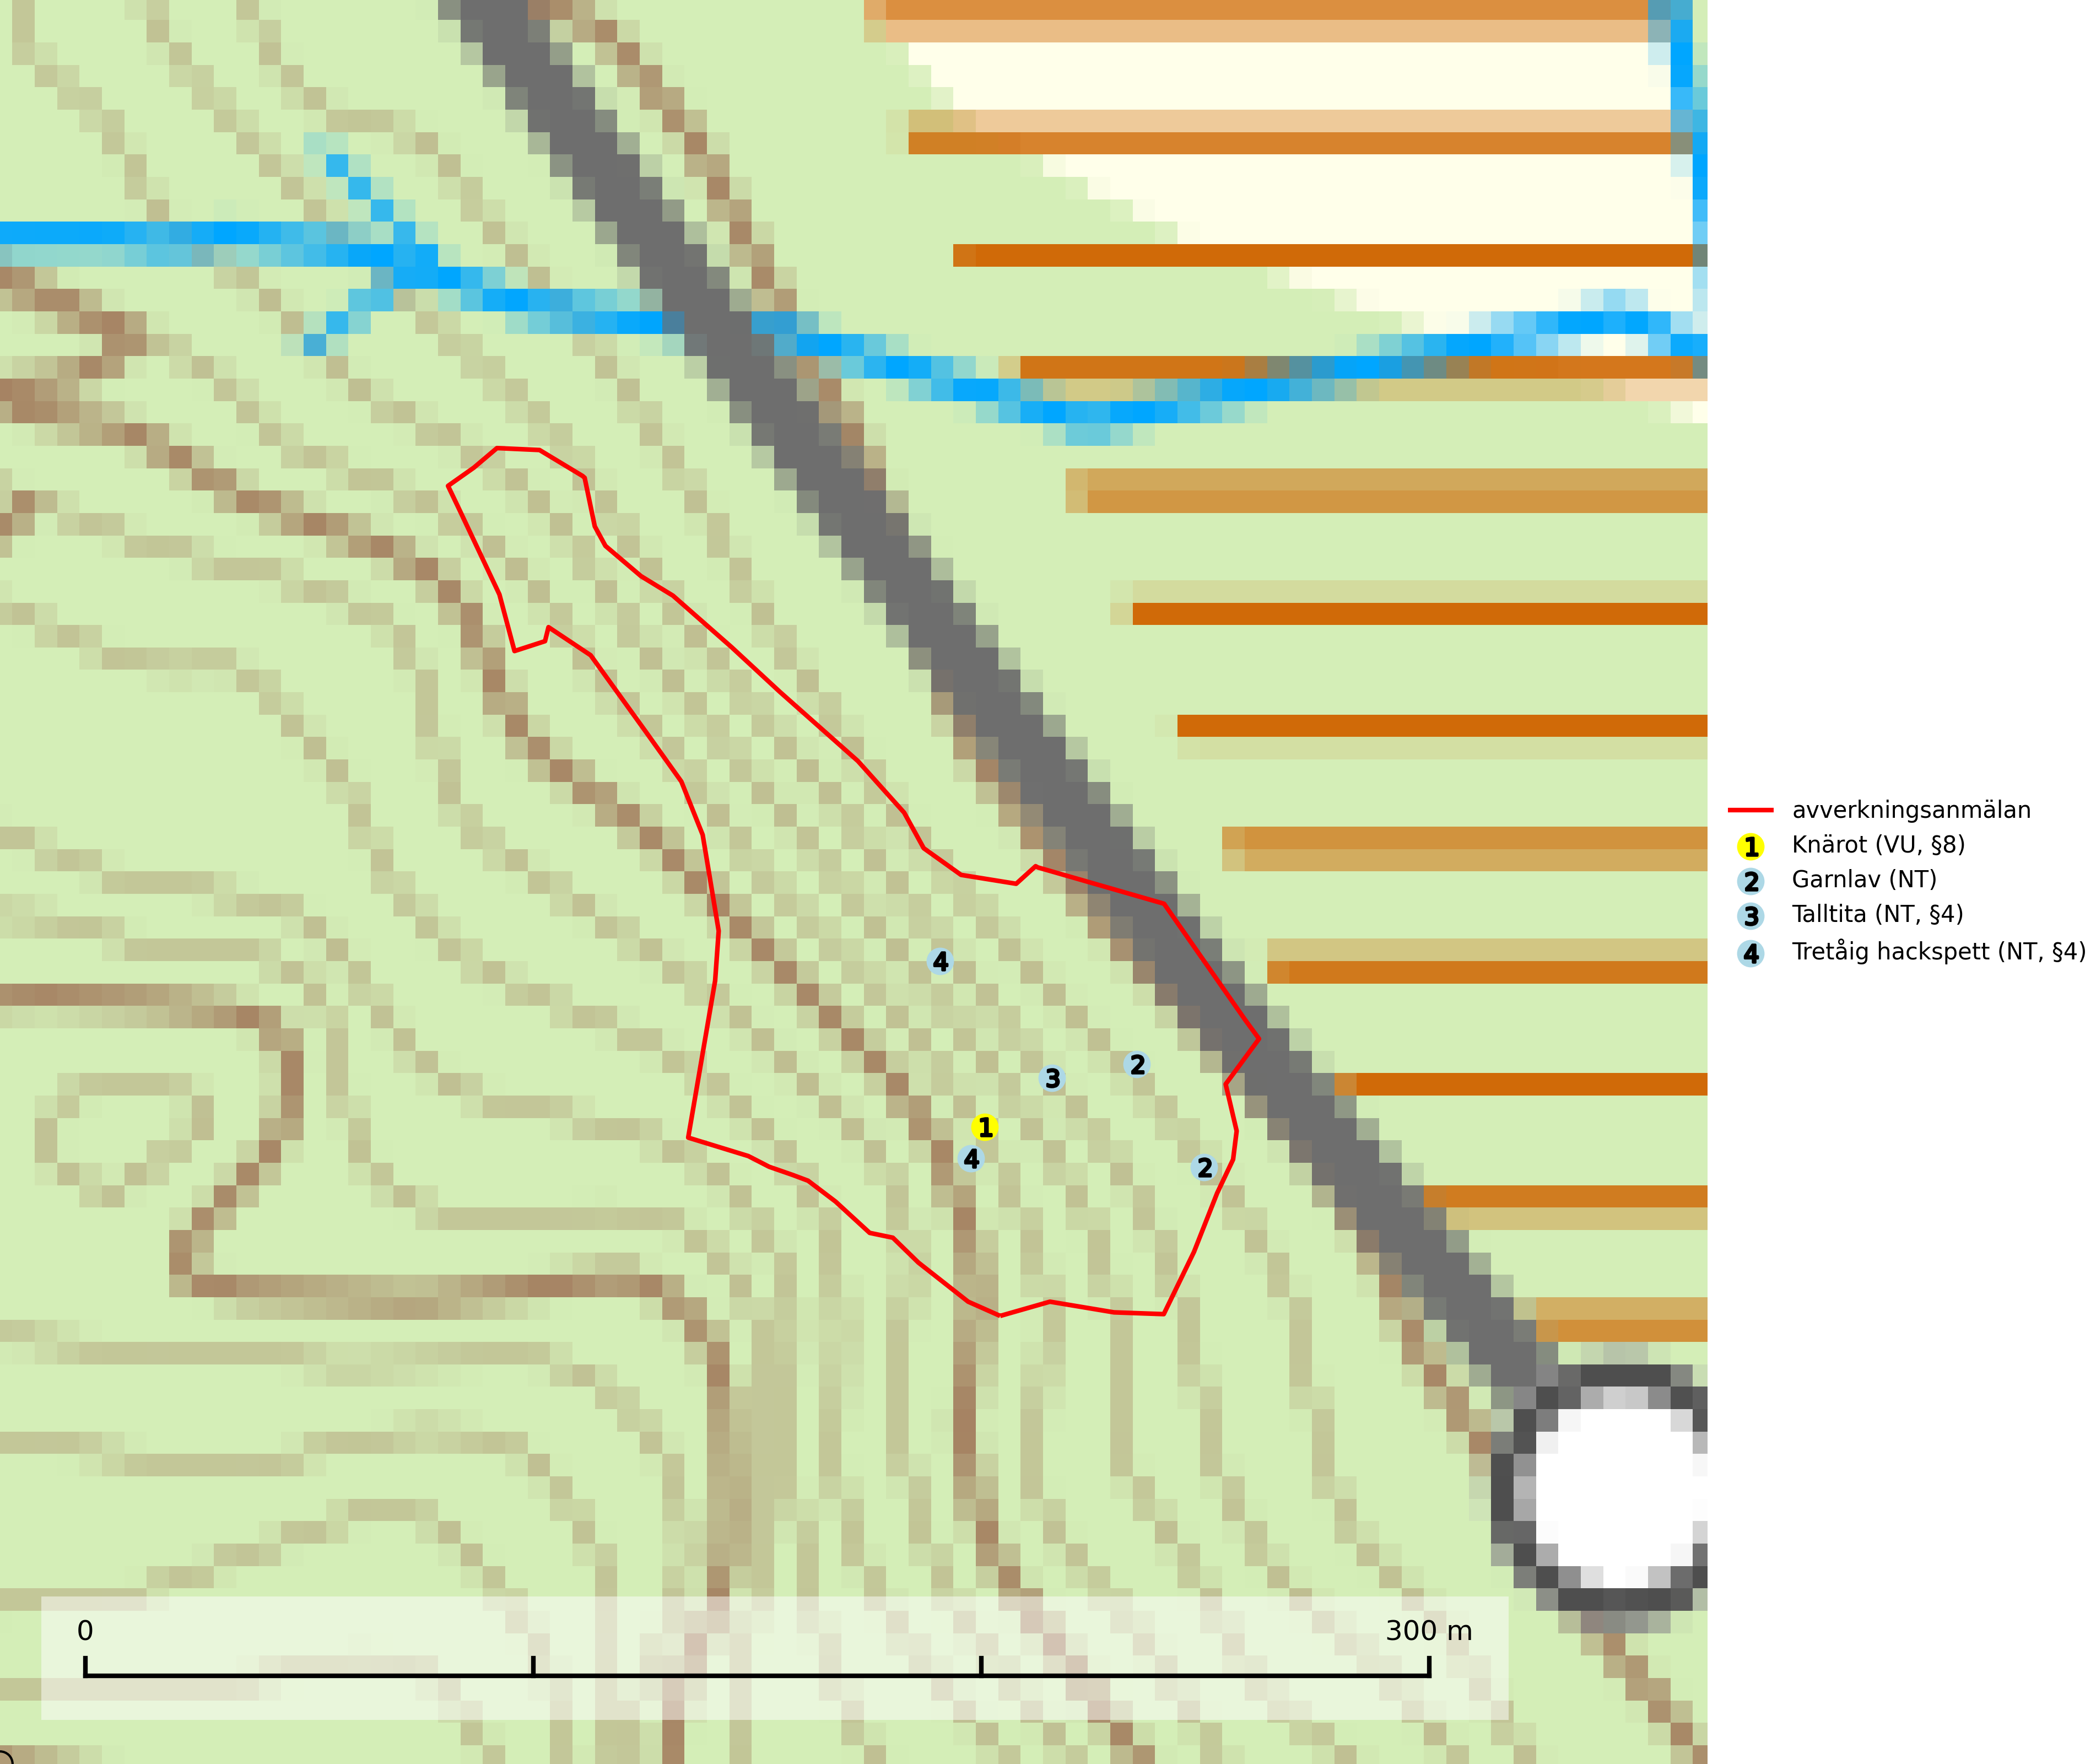 avverkningsanmälan
1 Knärot (VU, §8)
2 Garnlav (NT)
3 Talltita (NT, §4)
4 Tretåig hackspett (NT, §4)
4
2
3
1
4
2
0 300 m